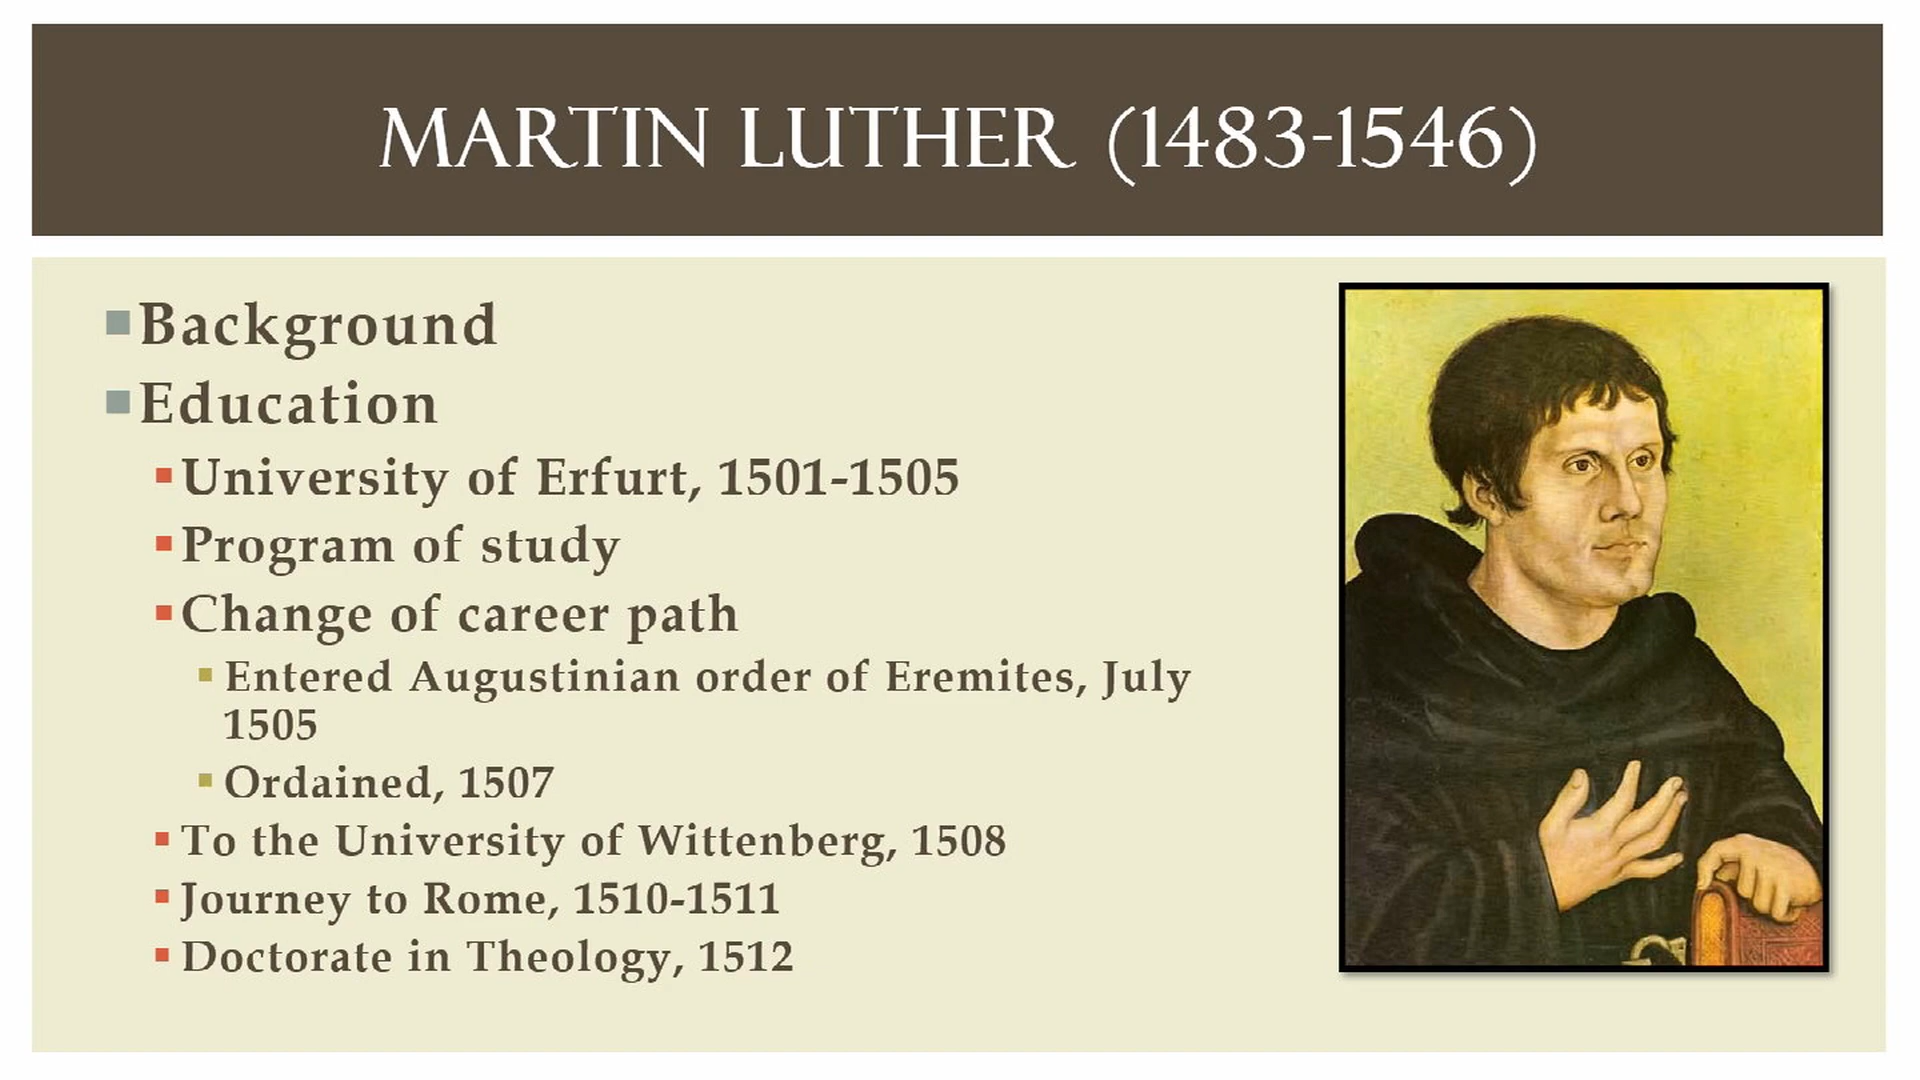 MARTIN LUTHER (1483-1546)
Background
Education
University of Erfurt, 1501-1505
Program of study
Change of career path
Entered Augustinian order of Eremites, July
1505
Ordained, 1507
To the University of Wittenberg, 1508
Journey to Rome, 1510-1511
Doctorate in Theology, 1512